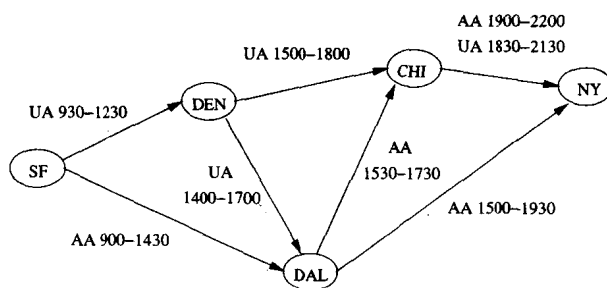 AA 1900–2200
UA 1500–1800
UA 1830–2130
CHI
DEN
NY
UA 930–1230
AA
UA
1530–1730
SF
1400–1700
AA 1500–1930
AA 900–1430
DAL